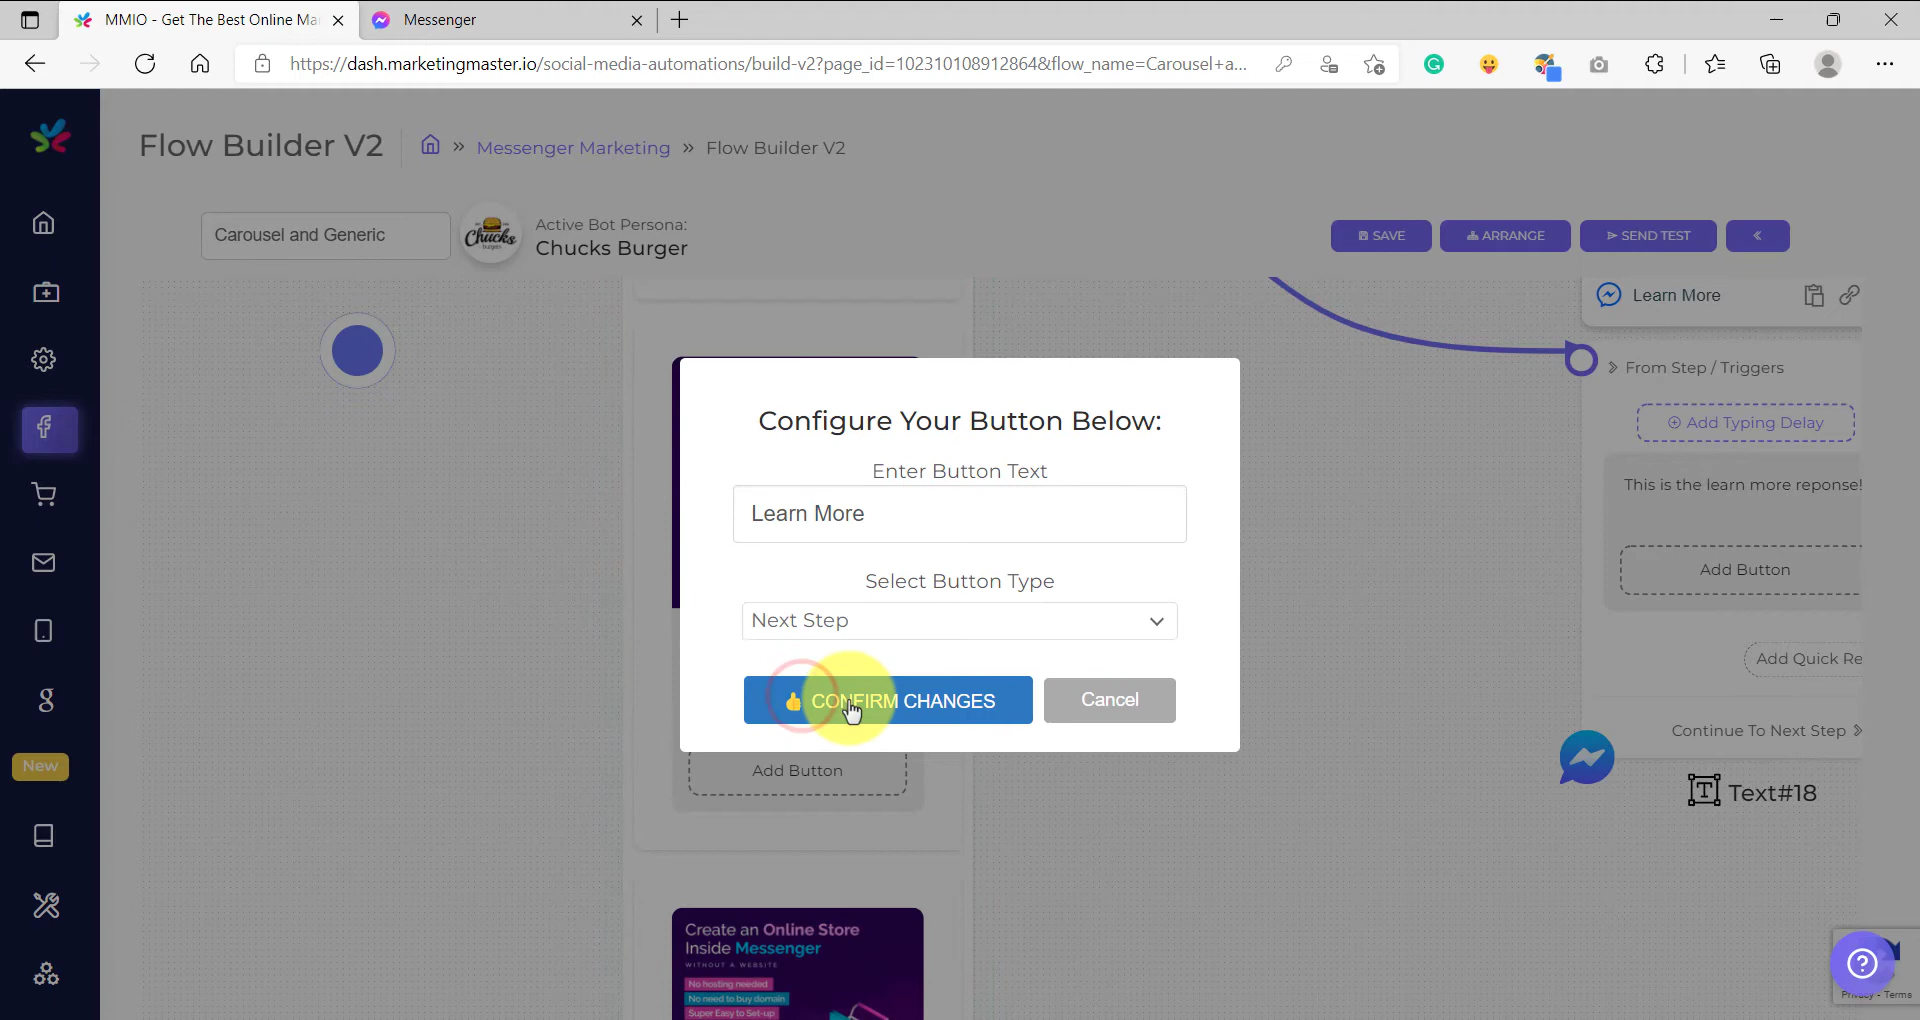 MMIO - Get The Best Online Ma
Messenger
https://dash.marketingmaster.io/social-media-automations/build-v2?page_id=102310108912864&flow_name=Carousel+a...
Flow Builder V2
» Messenger Marketing » Flow Builder V2
Carousel and Generic
Chucks
Active Bot Persona:
Chucks Burger
SAVE
ARRANGE
SEND TEST
Learn More
From Step / Triggers
Add Typing Delay
This is the learn more reponse!
Add Button
Add Quick Re
Continue To Next Step
Text#18
Configure Your Button Below:
Enter Button Text
Learn More
Select Button Type
Next Step
CONFIRM CHANGES
Cancel
Add Button
New
Create an Online Store
Inside Messenger
WITHOUT A WEBSITE
No hosting needed
No need to buy domain
Super Easy to Set-up
Privacy - Terms